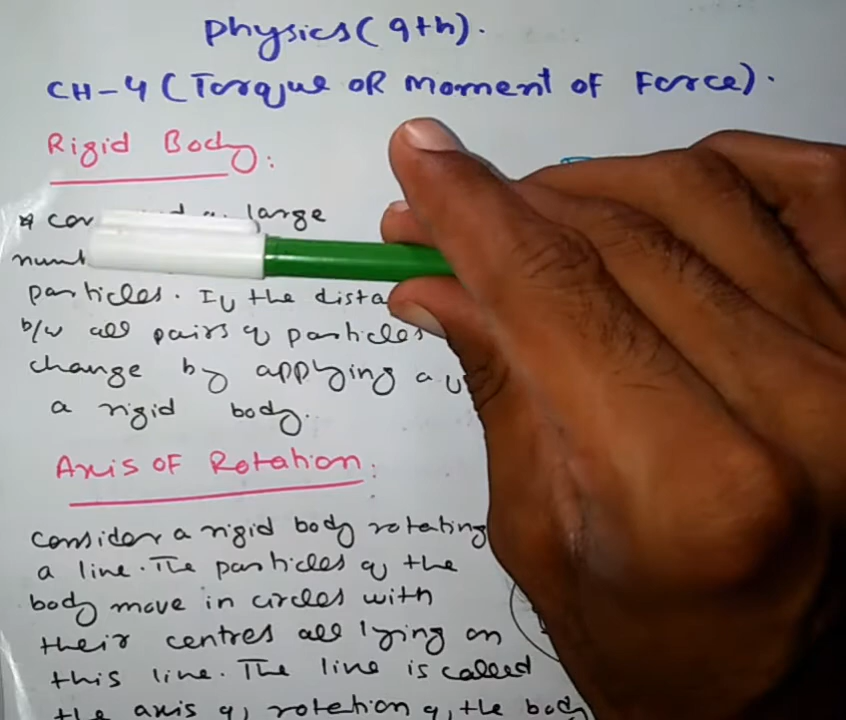 Physics(9th).
CH-4 (Torque OR Moment of Force).
Rigid Body:
large
particles. If the
b/w all pairs of particles
change by applying a
a rigid body.
Axis of Rotation:
Consider a rigid body rotating
a line. The particles of the
body move in circles with
their centres all lying on
this line. The line is called
the axis of rotation of the body